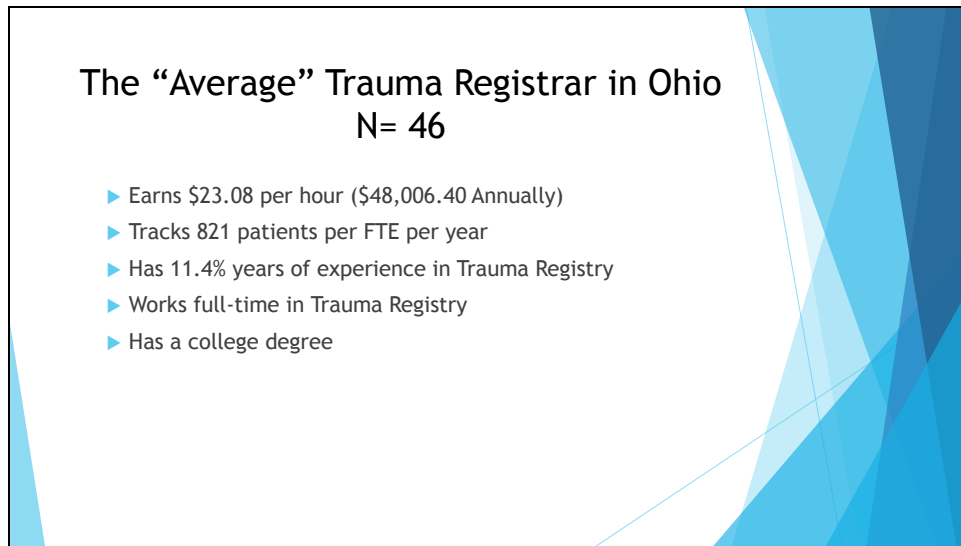 The “Average” Trauma Registrar in Ohio
N= 46
Earns $23.08 per hour ($48,006.40 Annually)
Tracks 821 patients per FTE per year
Has 11.4% years of experience in Trauma Registry
Works full-time in Trauma Registry
Has a college degree